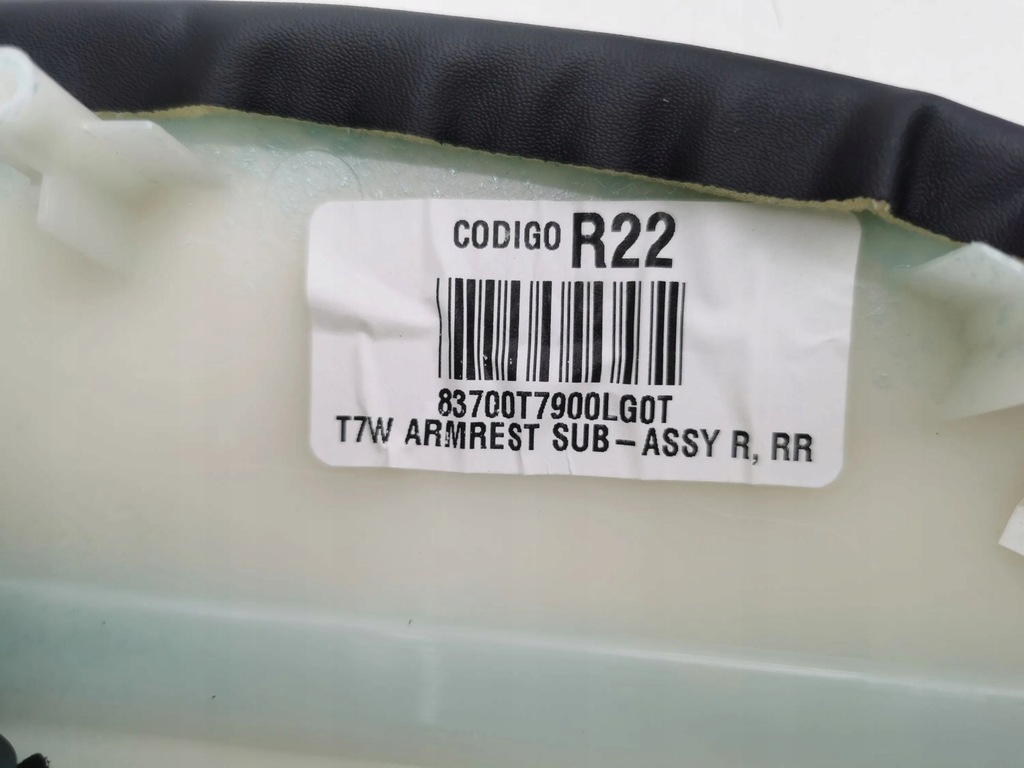 CODIGO R22
83700T7900LG0T
T7W ARMREST SUB-ASSY R, RR